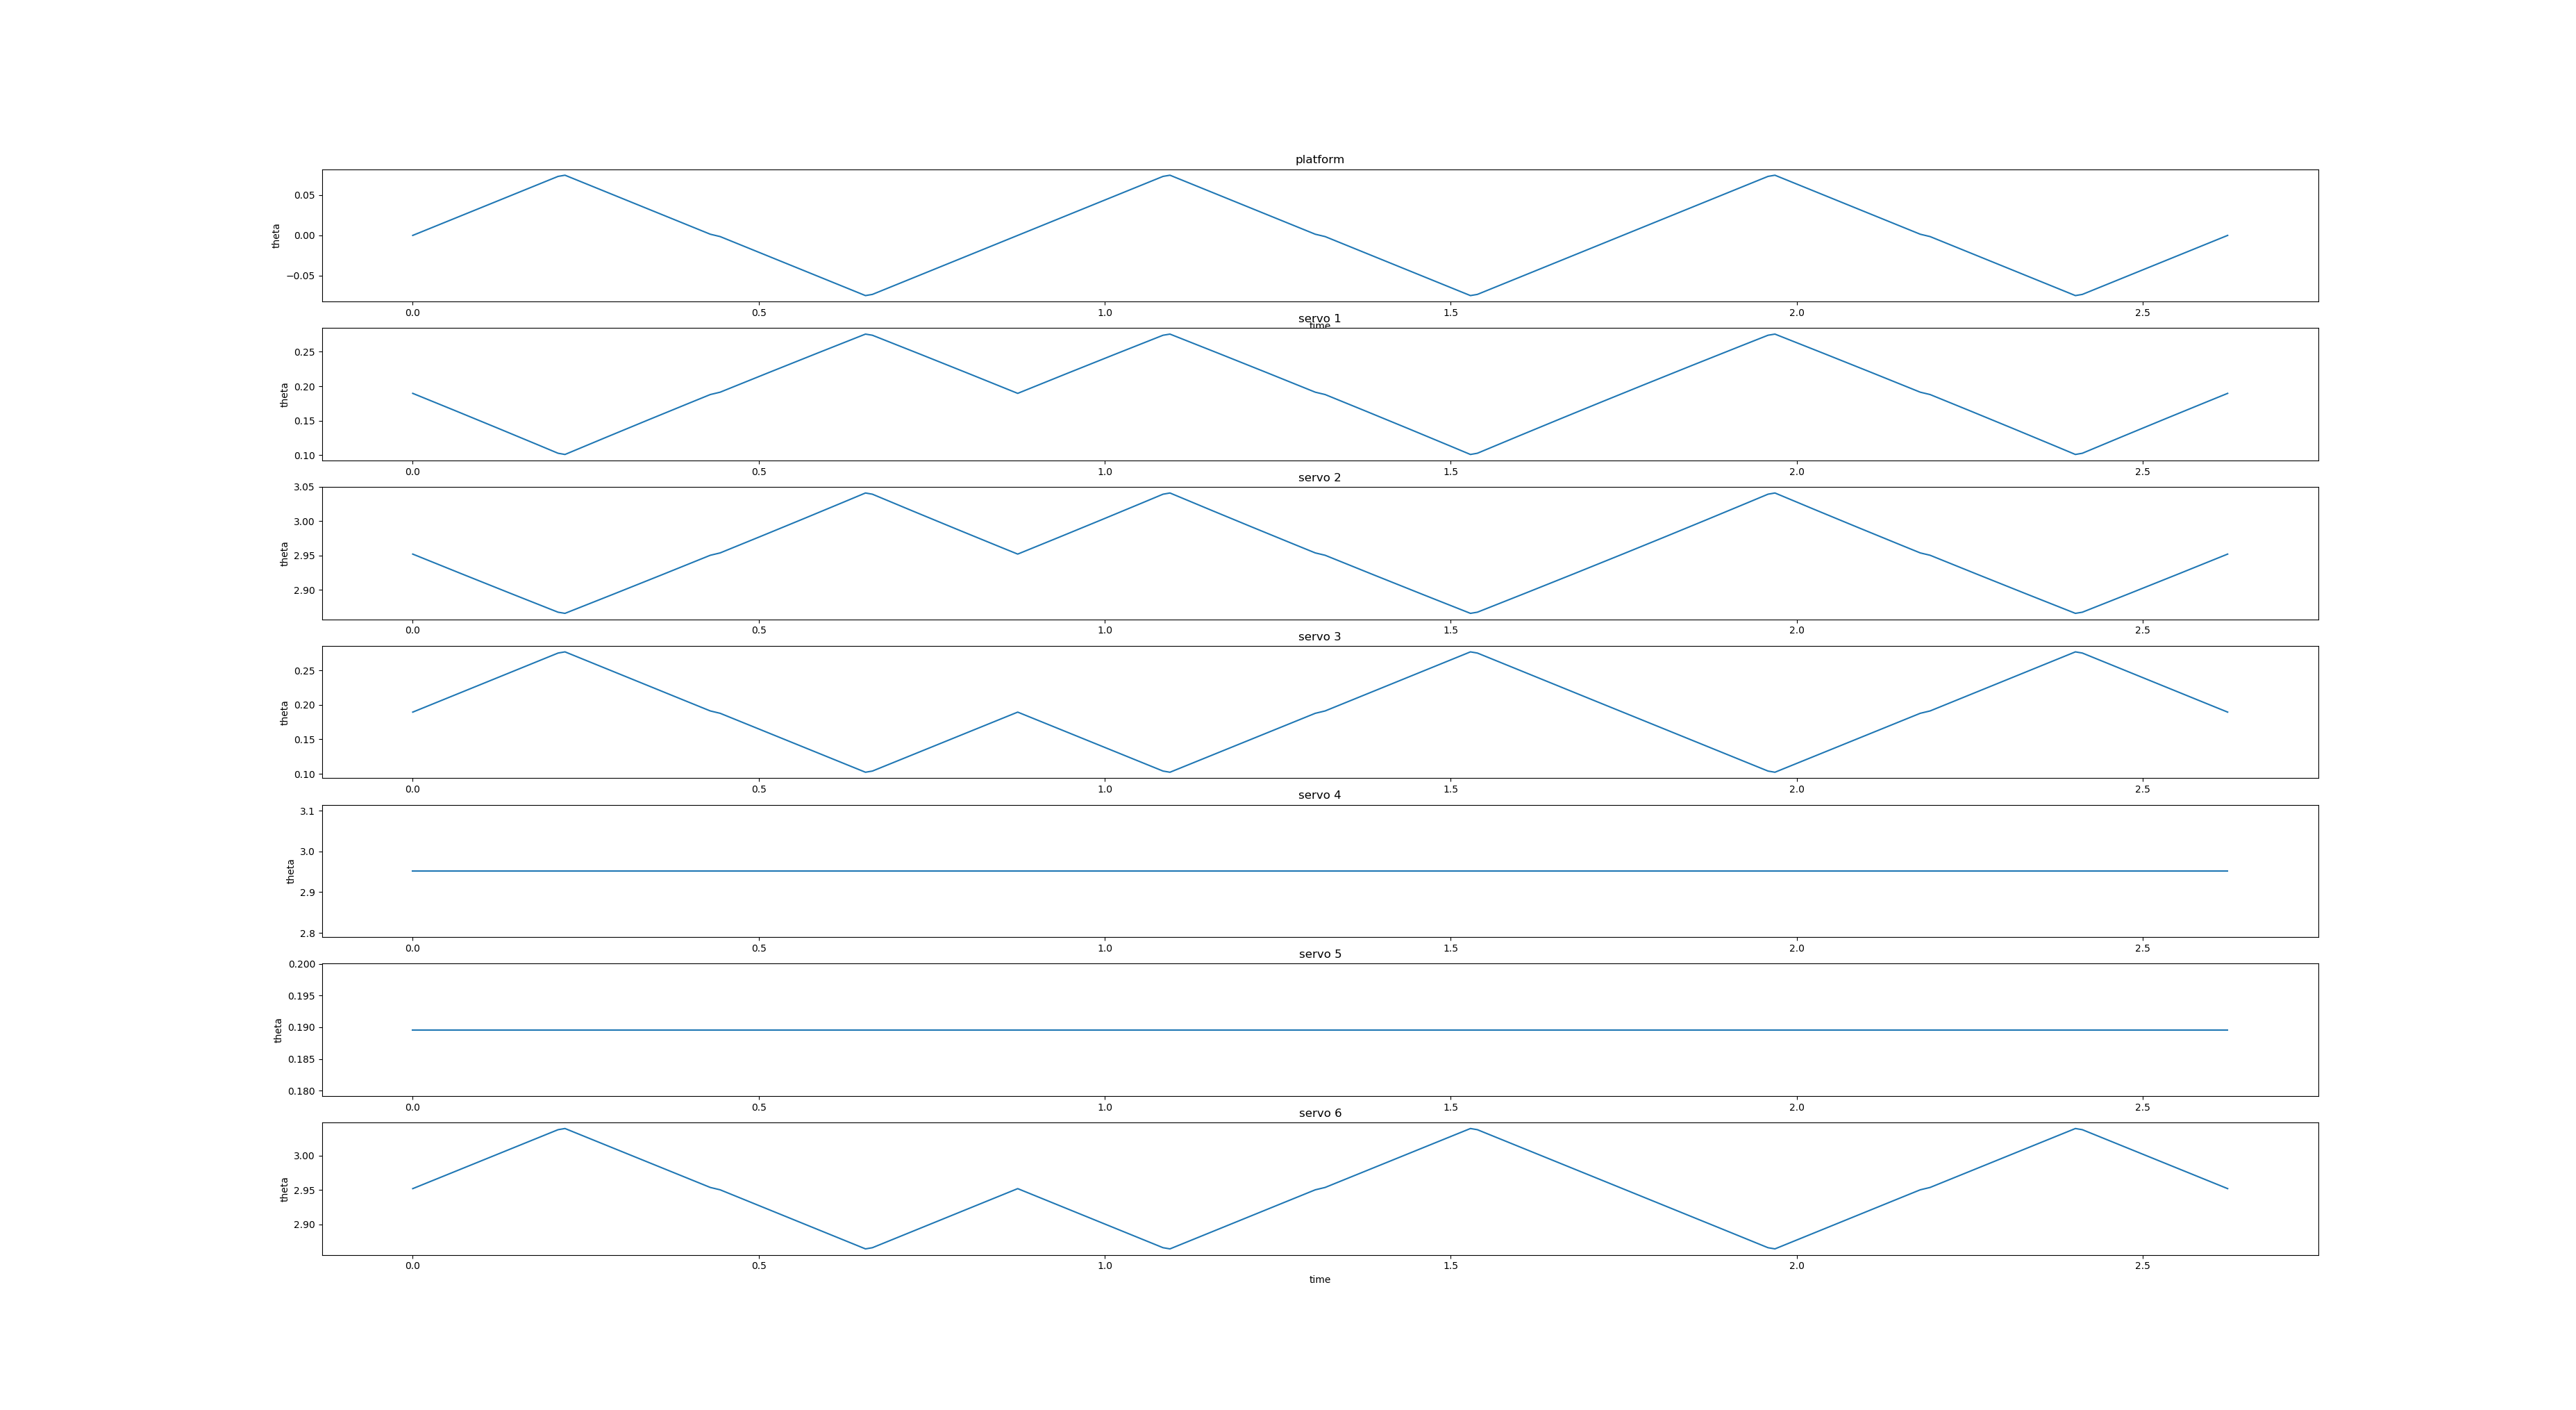 platform
theta
0.05
0.00
−0.05
0.0 0.5 1.0 1.5 2.0 2.5
time
servo 1
theta
0.25
0.20
0.15
0.10
0.0 0.5 1.0 1.5 2.0 2.5
servo 2
theta
3.05
3.00
2.95
2.90
0.0 0.5 1.0 1.5 2.0 2.5
servo 3
theta
0.25
0.20
0.15
0.10
0.0 0.5 1.0 1.5 2.0 2.5
servo 4
theta
3.1
3.0
2.9
2.8
0.0 0.5 1.0 1.5 2.0 2.5
servo 5
theta
0.200
0.195
0.190
0.185
0.180
0.0 0.5 1.0 1.5 2.0 2.5
servo 6
theta
3.00
2.95
2.90
0.0 0.5 1.0 1.5 2.0 2.5
time